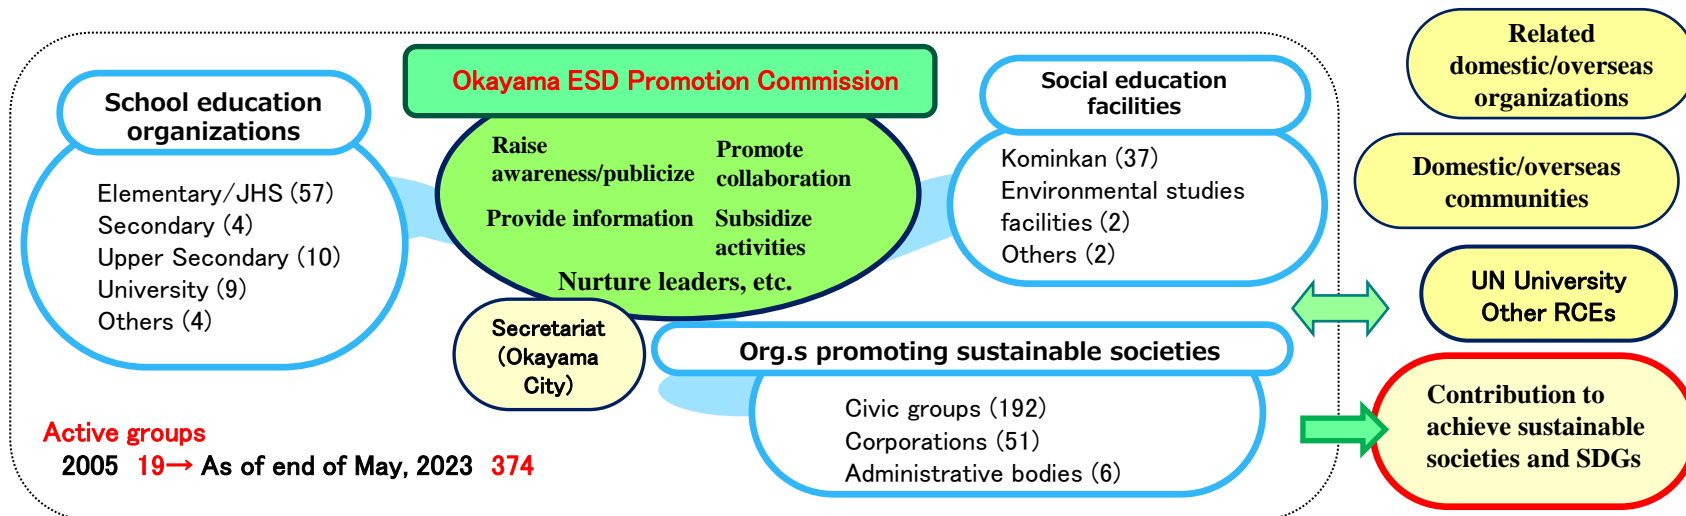 Okayama ESD Promotion Commission
School education
organizations
Elementary/JHS (57)
Secondary (4)
Upper Secondary (10)
University (9)
Others (4)
Raise
awareness/publicize
Promote
collaboration
Provide information
Subsidize
activities
Nurture leaders, etc.
Secretariat
(Okayama
City)
Social education
facilities
Kominkan (37)
Environmental studies
facilities (2)
Others (2)
Org.s promoting sustainable societies
Civic groups (192)
Corporations (51)
Administrative bodies (6)
Active groups
2005 19→ As of end of May, 2023 374
Related
domestic/overseas
organizations
Domestic/overseas
communities
UN University
Other RCEs
Contribution to
achieve sustainable
societies and SDGs